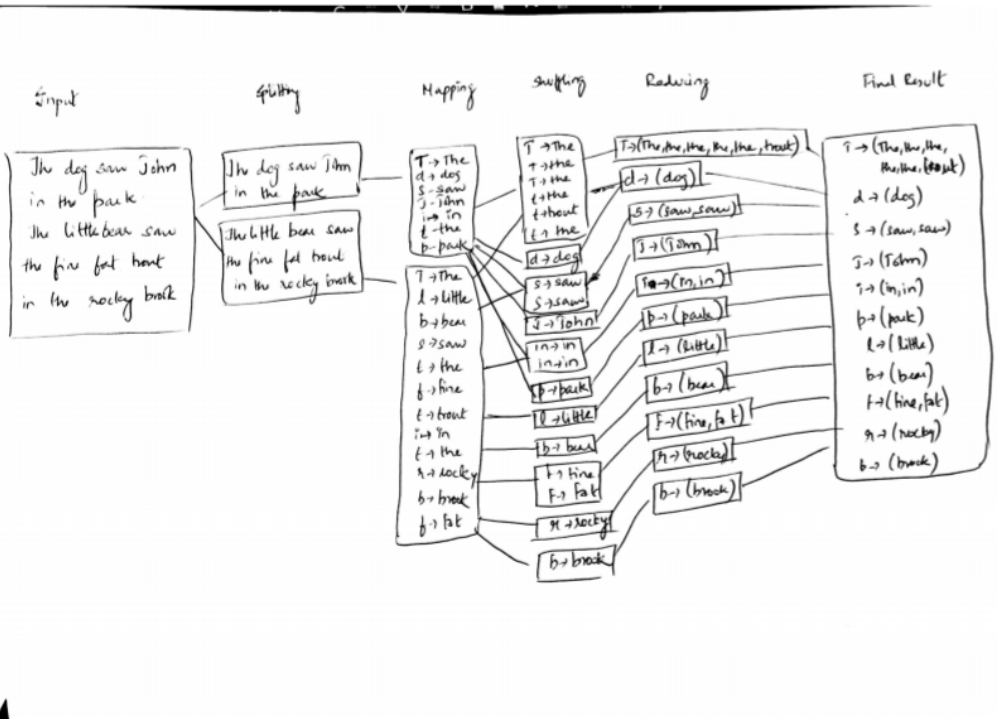 Input
Splitting
Mapping
Shuffling
Reducing
Final Result
The dog saw John
in the park
The little bear saw
the fine fat trout
in the rocky brook
The dog saw John
in the park
The little bear saw
the fine fat trout
in the rocky brook
T→The
d→dog
s→saw
J→John
i→in
t→the
p→park
T→The
l→little
b→bear
s→saw
t→the
f→fine
t→trout
i→in
t→the
r→rocky
b→brook
f→fat
T→The
T→the
T→the
t→the
t→trout
t→the
d→dog
s→saw
s→saw
J→John
in→in
in→in
p→park
l→little
b→bear
f→fine
F→fat
r→rocky
b→brook
T→(The,the,the,the,the,trout)
d→(dog)
s→(saw,saw)
J→(John)
i→(in,in)
p→(park)
l→(little)
b→(bear)
F→(fine,fat)
r→(rocky)
b→(brook)
T→(The,the,the,
the,the,trout)
d→(dog)
s→(saw,saw)
J→(John)
i→(in,in)
p→(park)
l→(little)
b→(bear)
f→(fine,fat)
r→(rocky)
b→(brook)